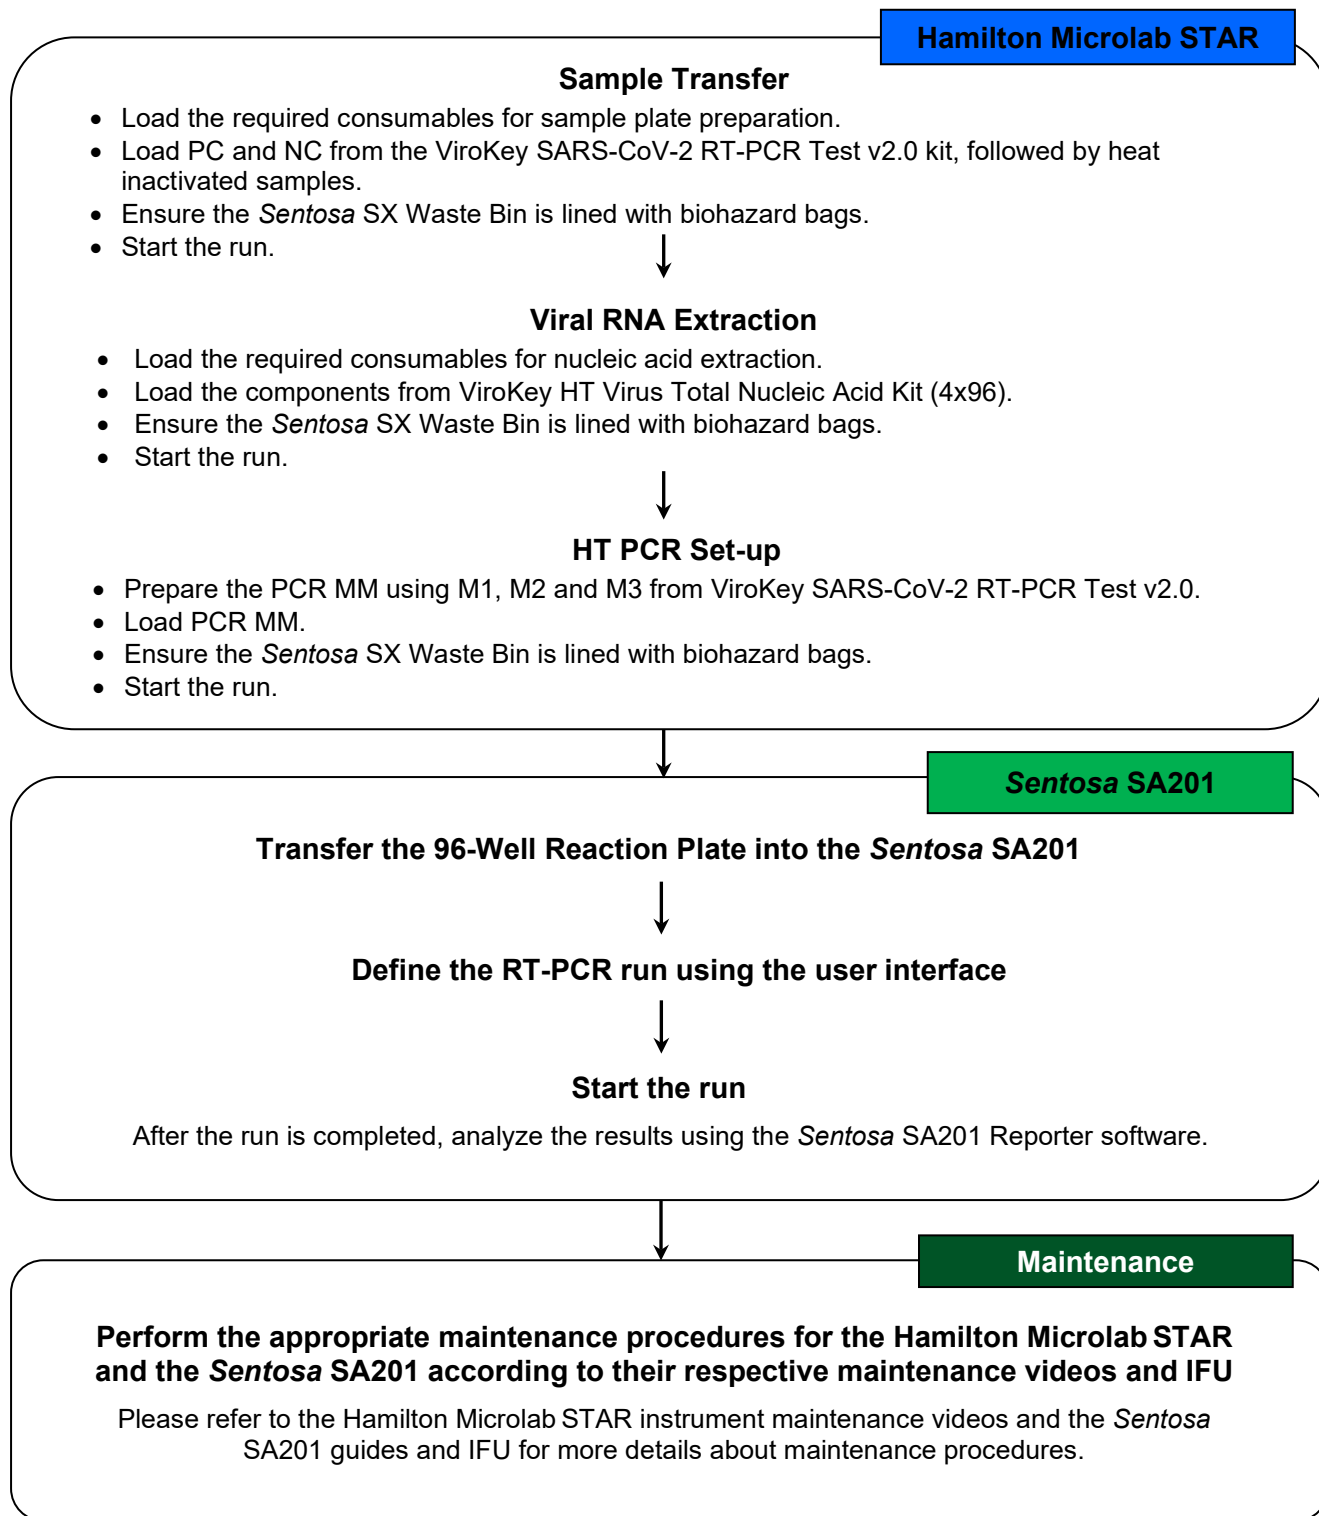 Hamilton Microlab STAR
Sample Transfer
• Load the required consumables for sample plate preparation.
• Load PC and NC from the ViroKey SARS-CoV-2 RT-PCR Test v2.0 kit, followed by heat
inactivated samples.
• Ensure the Sentosa SX Waste Bin is lined with biohazard bags.
• Start the run.
Viral RNA Extraction
• Load the required consumables for nucleic acid extraction.
• Load the components from ViroKey HT Virus Total Nucleic Acid Kit (4x96).
• Ensure the Sentosa SX Waste Bin is lined with biohazard bags.
• Start the run.
HT PCR Set-up
• Prepare the PCR MM using M1, M2 and M3 from ViroKey SARS-CoV-2 RT-PCR Test v2.0.
• Load PCR MM.
• Ensure the Sentosa SX Waste Bin is lined with biohazard bags.
• Start the run.
Sentosa SA201
Transfer the 96-Well Reaction Plate into the Sentosa SA201
Define the RT-PCR run using the user interface
Start the run
After the run is completed, analyze the results using the Sentosa SA201 Reporter software.
Maintenance
Perform the appropriate maintenance procedures for the Hamilton Microlab STAR
and the Sentosa SA201 according to their respective maintenance videos and IFU
Please refer to the Hamilton Microlab STAR instrument maintenance videos and the Sentosa
SA201 guides and IFU for more details about maintenance procedures.